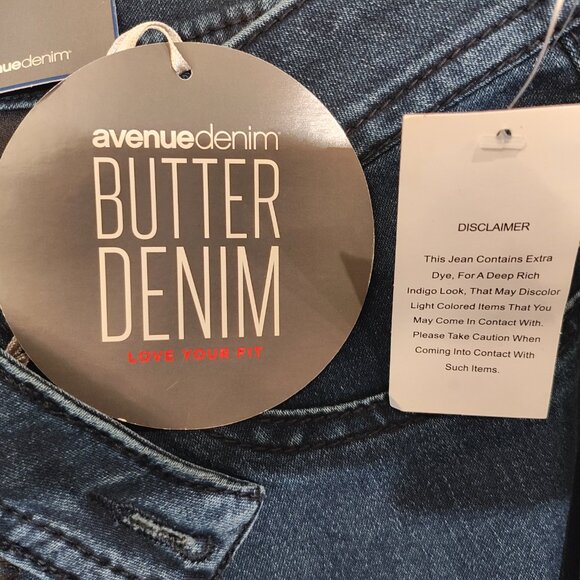 nuedenim
avenuedenim
BUTTER
DENIM
LOVE YOUR FIT
DISCLAIMER
This Jean Contains Extra
Dye, For A Deep Rich
Indigo Look, That May Discolor
Light Colored Items That You
May Come In Contact With.
Please Take Caution When
Coming Into Contact With
Such Items.